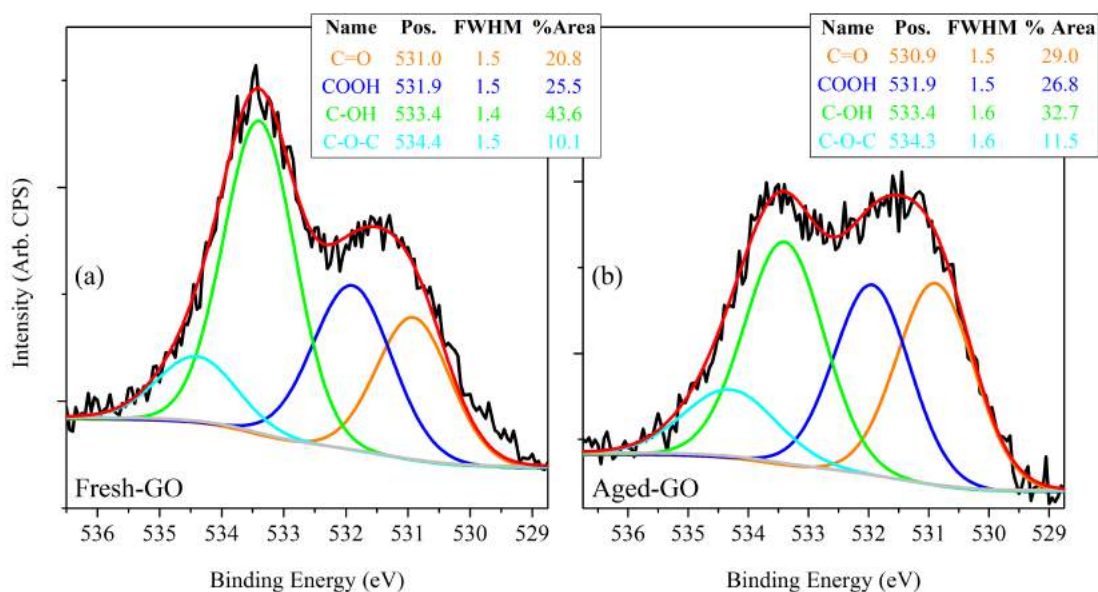 Name Pos. FWHM %Area
C=O 531.0 1.5 20.8
COOH 531.9 1.5 25.5
C-OH 533.4 1.4 43.6
C-O-C 534.4 1.5 10.1
Name Pos. FWHM % Area
C=O 530.9 1.5 29.0
COOH 531.9 1.5 26.8
C-OH 533.4 1.6 32.7
C-O-C 534.3 1.6 11.5
Intensity (Arb. CPS)
(a)
(b)
Fresh-GO
Aged-GO
536 535 534 533 532 531 530 529
536 535 534 533 532 531 530 529
Binding Energy (eV)
Binding Energy (eV)